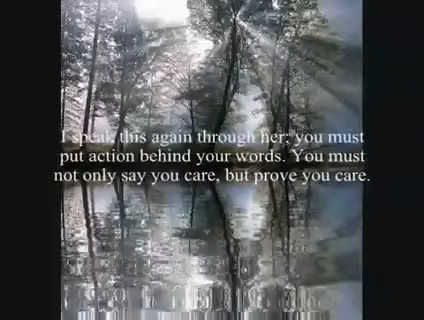 I speak this again through her: you must
put action behind your words. You must
not only say you care, but prove you care.